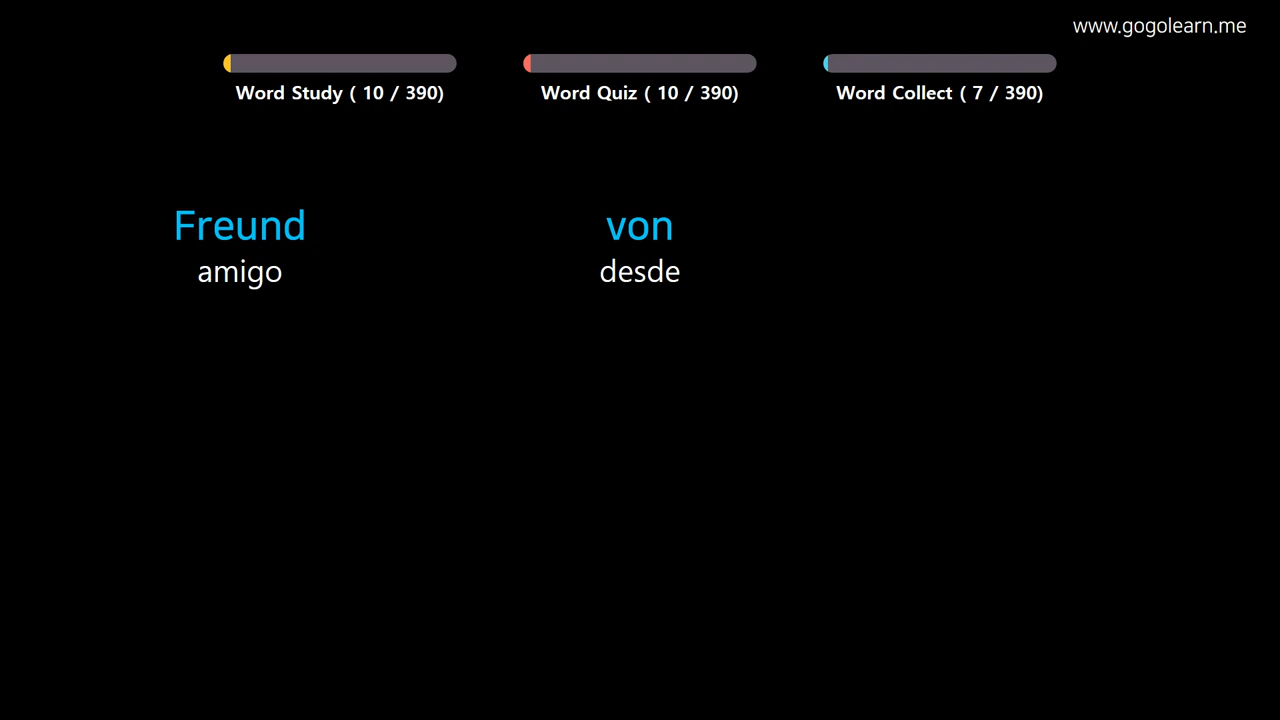 www.gogolearn.me
Word Study ( 10 / 390)
Word Quiz ( 10 / 390)
Word Collect ( 7 / 390)
Freund
amigo
von
desde